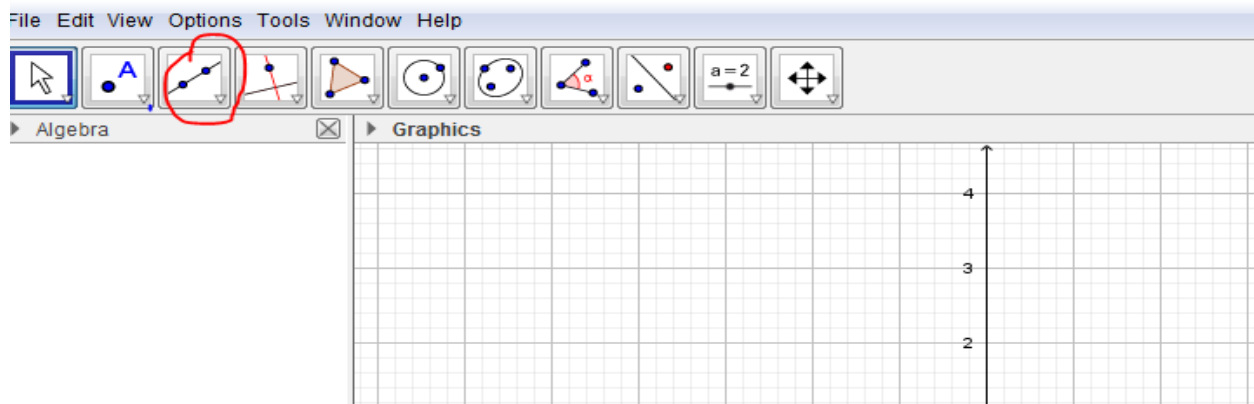 File Edit View Options Tools Window Help
A
α
a=2
Algebra
Graphics
4
3
2